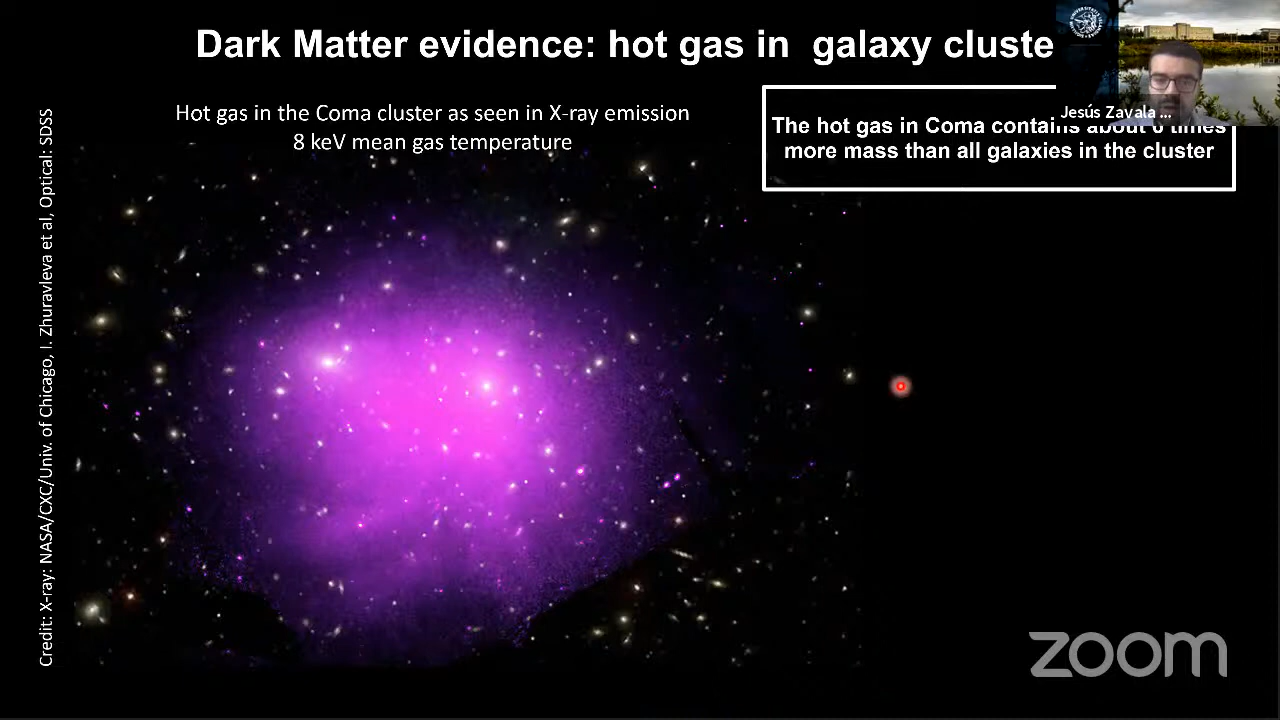 Dark Matter evidence: hot gas in galaxy cluste
Hot gas in the Coma cluster as seen in X-ray emission
8 keV mean gas temperature
Jesús Zavala ...
The hot gas in Coma contains about 6 times
more mass than all galaxies in the cluster
Credit: X-ray: NASA/CXC/Univ. of Chicago, I. Zhuravleva et al, Optical: SDSS
zoom